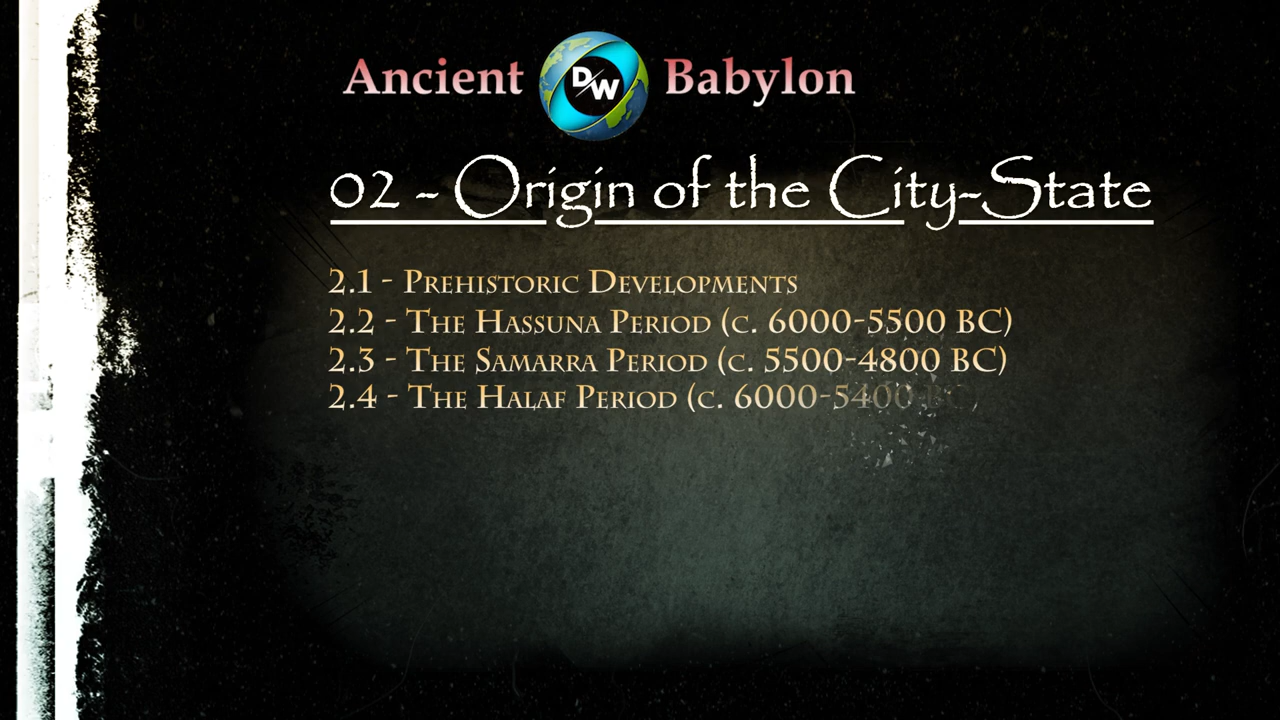 Ancient DW Babylon
02 - Origin of the City-State
2.1 - Prehistoric Developments
2.2 - The Hassuna Period (c. 6000-5500 BC)
2.3 - The Samarra Period (c. 5500-4800 BC)
2.4 - The Halaf Period (c. 6000-5400 BC)